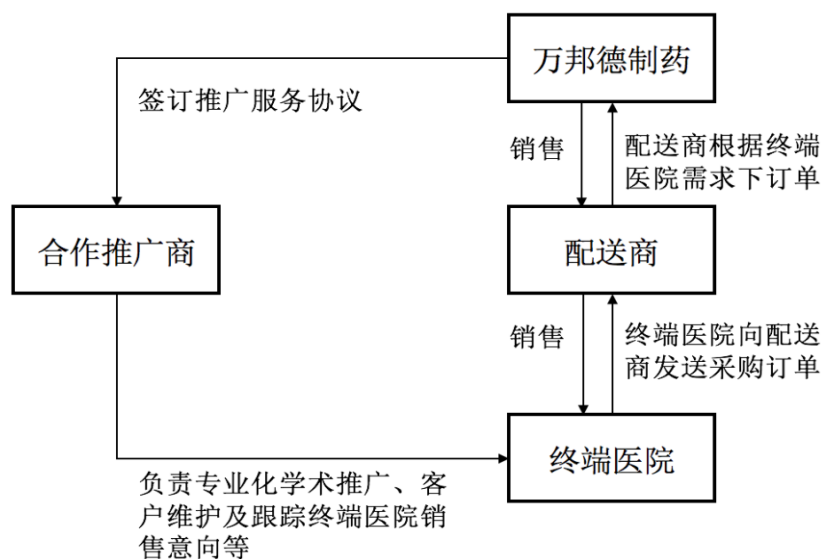 万邦德制药
签订推广服务协议
销售
配送商根据终端
医院需求下订单
合作推广商
配送商
销售
终端医院向配送
商发送采购订单
终端医院
负责专业化学术推广、客
户维护及跟踪终端医院销
售意向等